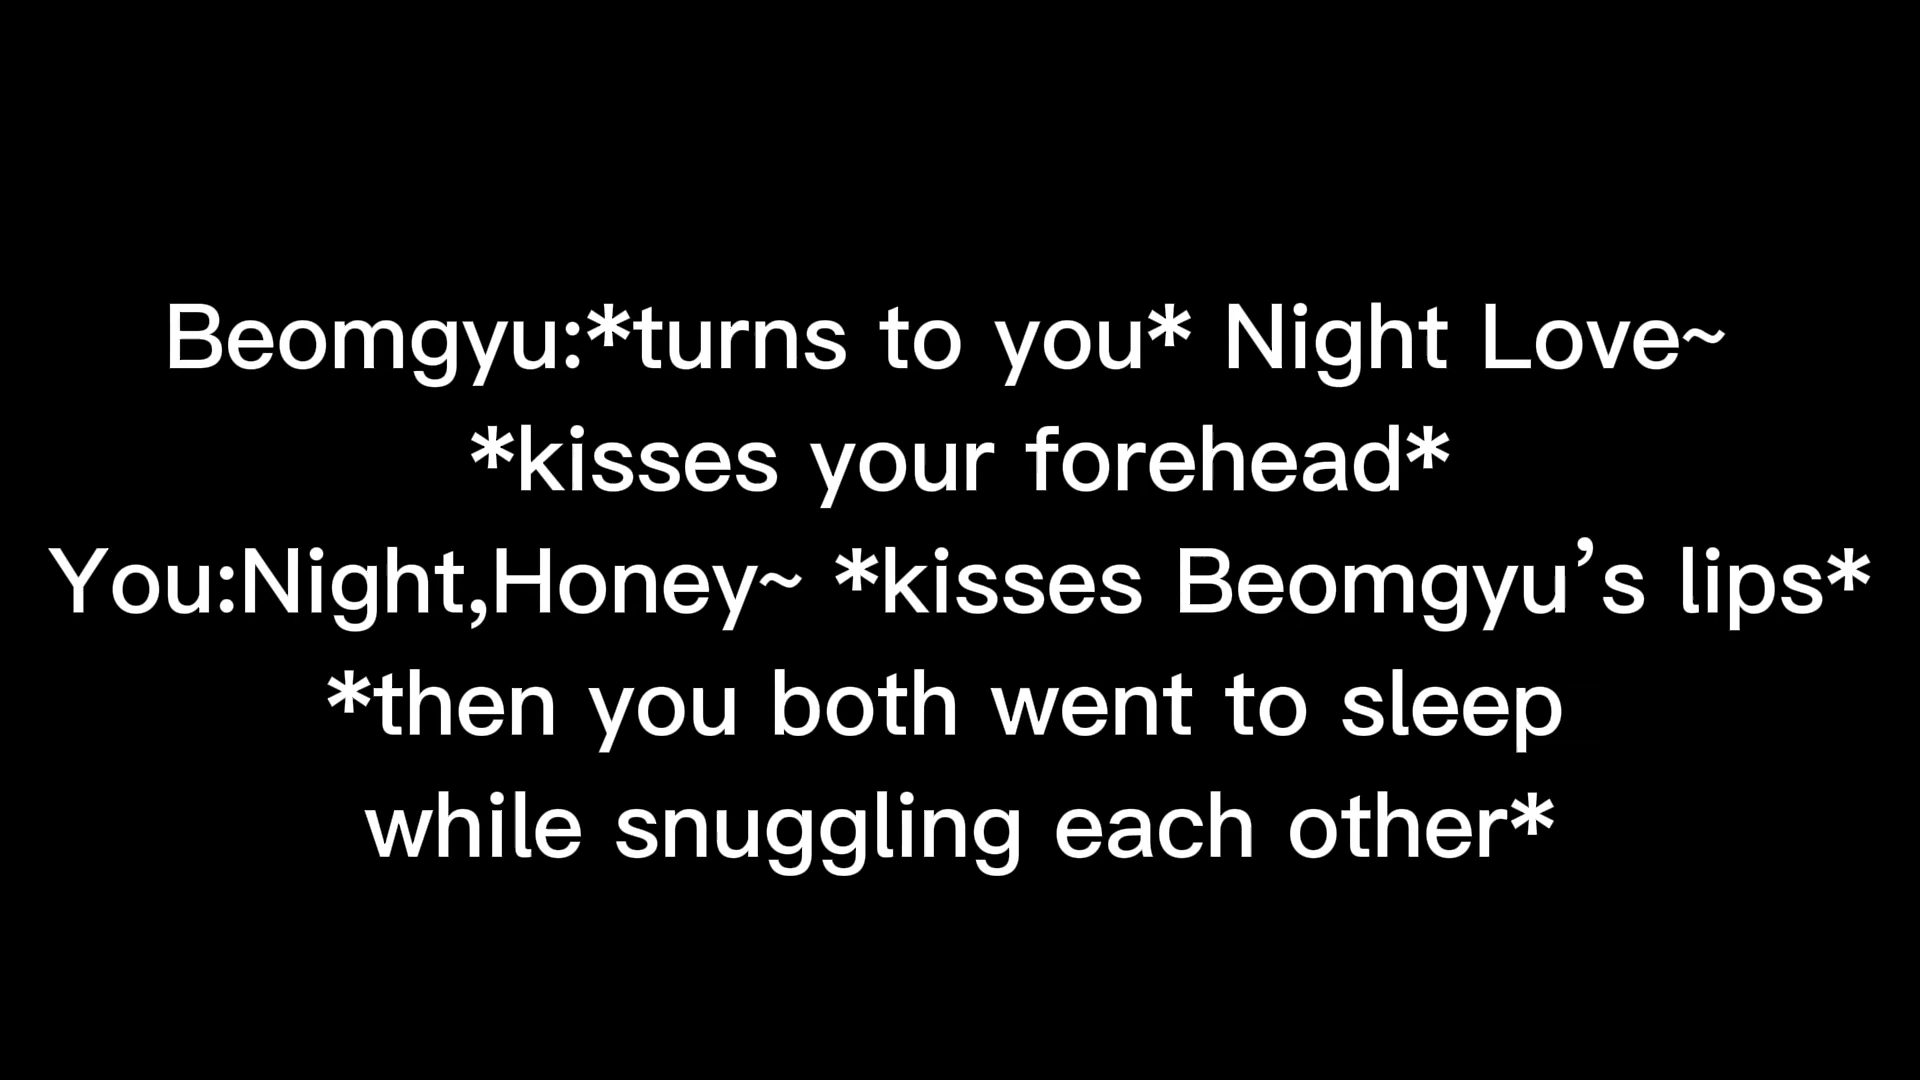 Beomgyu:*turns to you* Night Love~
*kisses your forehead*
You:Night,Honey~ *kisses Beomgyu’s lips*
*then you both went to sleep
while snuggling each other*